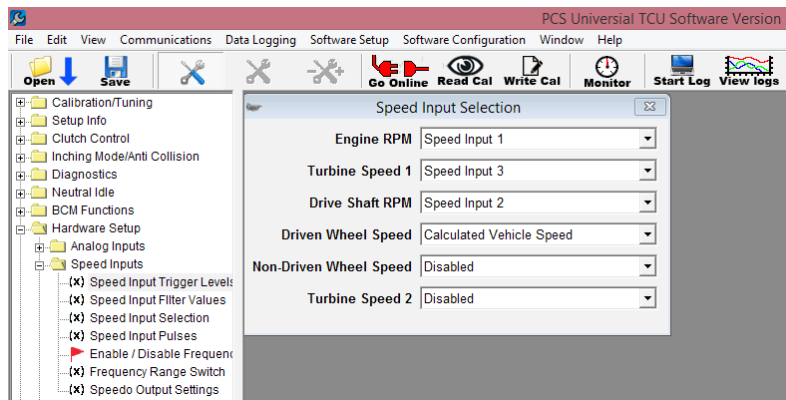 PCS Universial TCU Software Version
File Edit View Communications Data Logging Software Setup Software Configuration Window Help
Open Save Go Online Read Cal Write Cal Monitor Start Log View logs
Calibration/Tuning
Setup Info
Clutch Control
Inching Mode/Anti Collision
Diagnostics
Neutral Idle
BCM Functions
Hardware Setup
Analog Inputs
Speed Inputs
(x) Speed Input Trigger Levels
(x) Speed Input FIlter Values
(x) Speed Input Selection
(x) Speed Input Pulses
Enable / Disable Frequen
(x) Frequency Range Switch
(x) Speedo Output Settings
Speed Input Selection
Engine RPM Speed Input 1
Turbine Speed 1 Speed Input 3
Drive Shaft RPM Speed Input 2
Driven Wheel Speed Calculated Vehicle Speed
Non-Driven Wheel Speed Disabled
Turbine Speed 2 Disabled